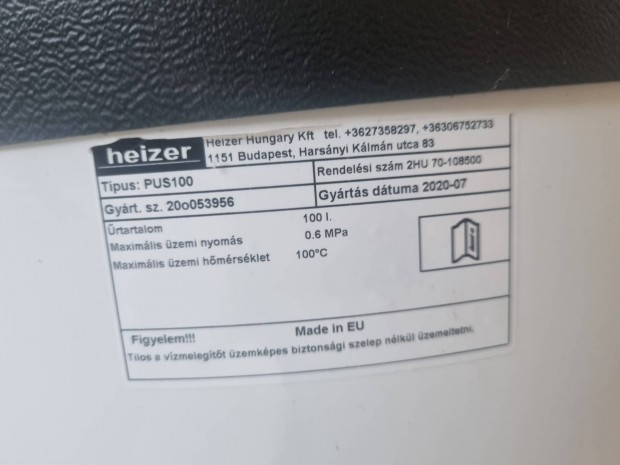 heizer
Heizer Hungary Kft tel. +3627358297, +36306752733
1151 Budapest, Harsányi Kálmán utca 83
Tipus: PUS100
Rendelési szám 2HU 70-108500
Gyárt. sz. 20o053956
Gyártás dátuma 2020-07
Űrtartalom 100 l.
Maximális üzemi nyomás 0.6 MPa
Maximális üzemi hőmérséklet 100°C
Figyelem!!! Made in EU
Tilos a vízmelegítőt üzemképes biztonsági szelep nélkül üzemeltetni.